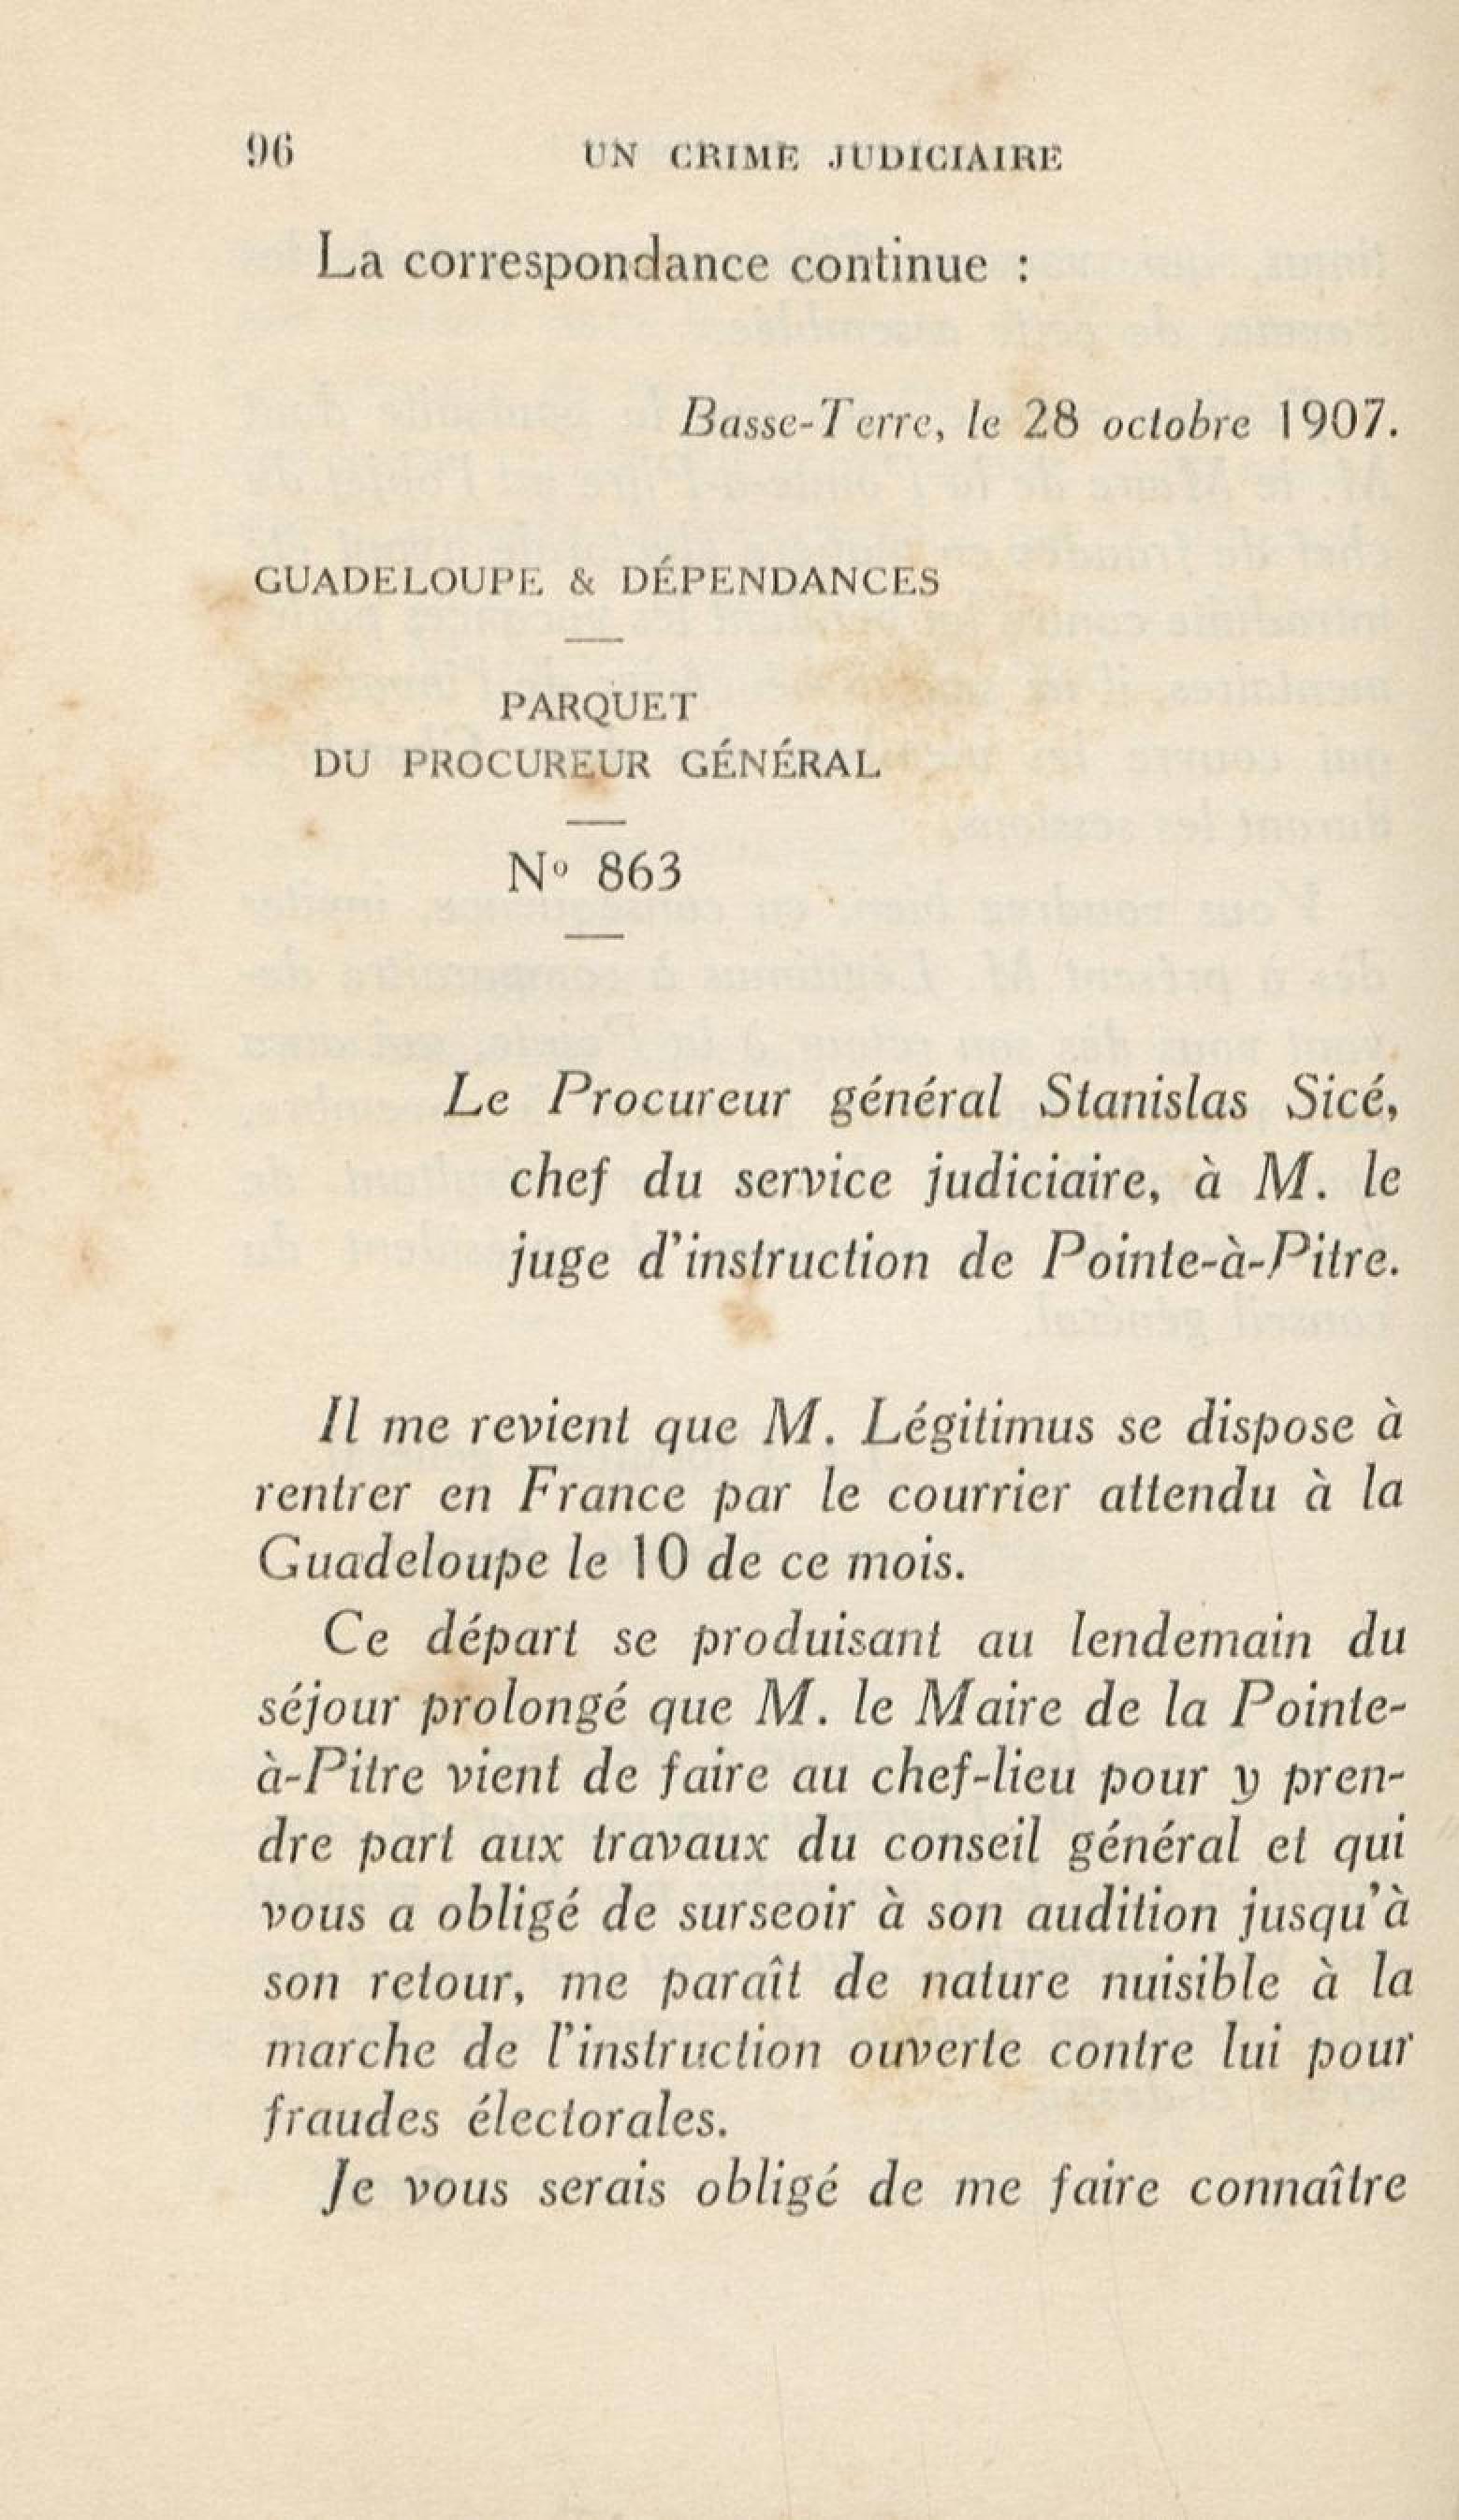 96 UN CRIME JUDICIAIRE
La correspondance continue :
Basse-Terre, le 28 octobre 1907.
GUADELOUPE & DÉPENDANCES
PARQUET
DU PROCUREUR GÉNÉRAL
Nº 863
Le Procureur général Stanislas Sicé,
chef du service judiciaire, à M. le
juge d'instruction de Pointe-à-Pitre.
Il me revient que M. Légitimus se dispose à
rentrer en France par le courrier attendu à la
Guadeloupe le 10 de ce mois.
Ce départ se produisant au lendemain du
séjour prolongé que M. le Maire de la Pointe-
à-Pitre vient de faire au chef-lieu pour y pren-
dre part aux travaux du conseil général et qui
vous a obligé de surseoir à son audition jusqu'à
son retour, me paraît de nature nuisible à la
marche de l'instruction ouverte contre lui pour
fraudes électorales.
Je vous serais obligé de me faire connaître